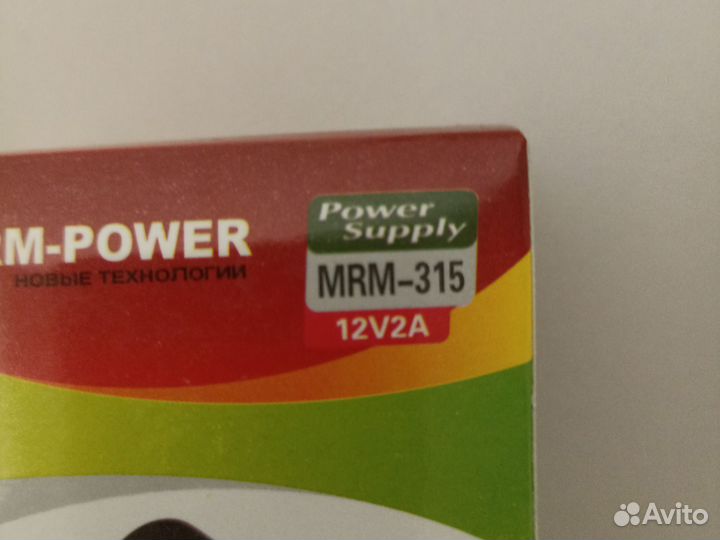 RM-POWER
НОВЫЕ ТЕХНОЛОГИИ
Power
Supply
MRM-315
12V2A
Avito